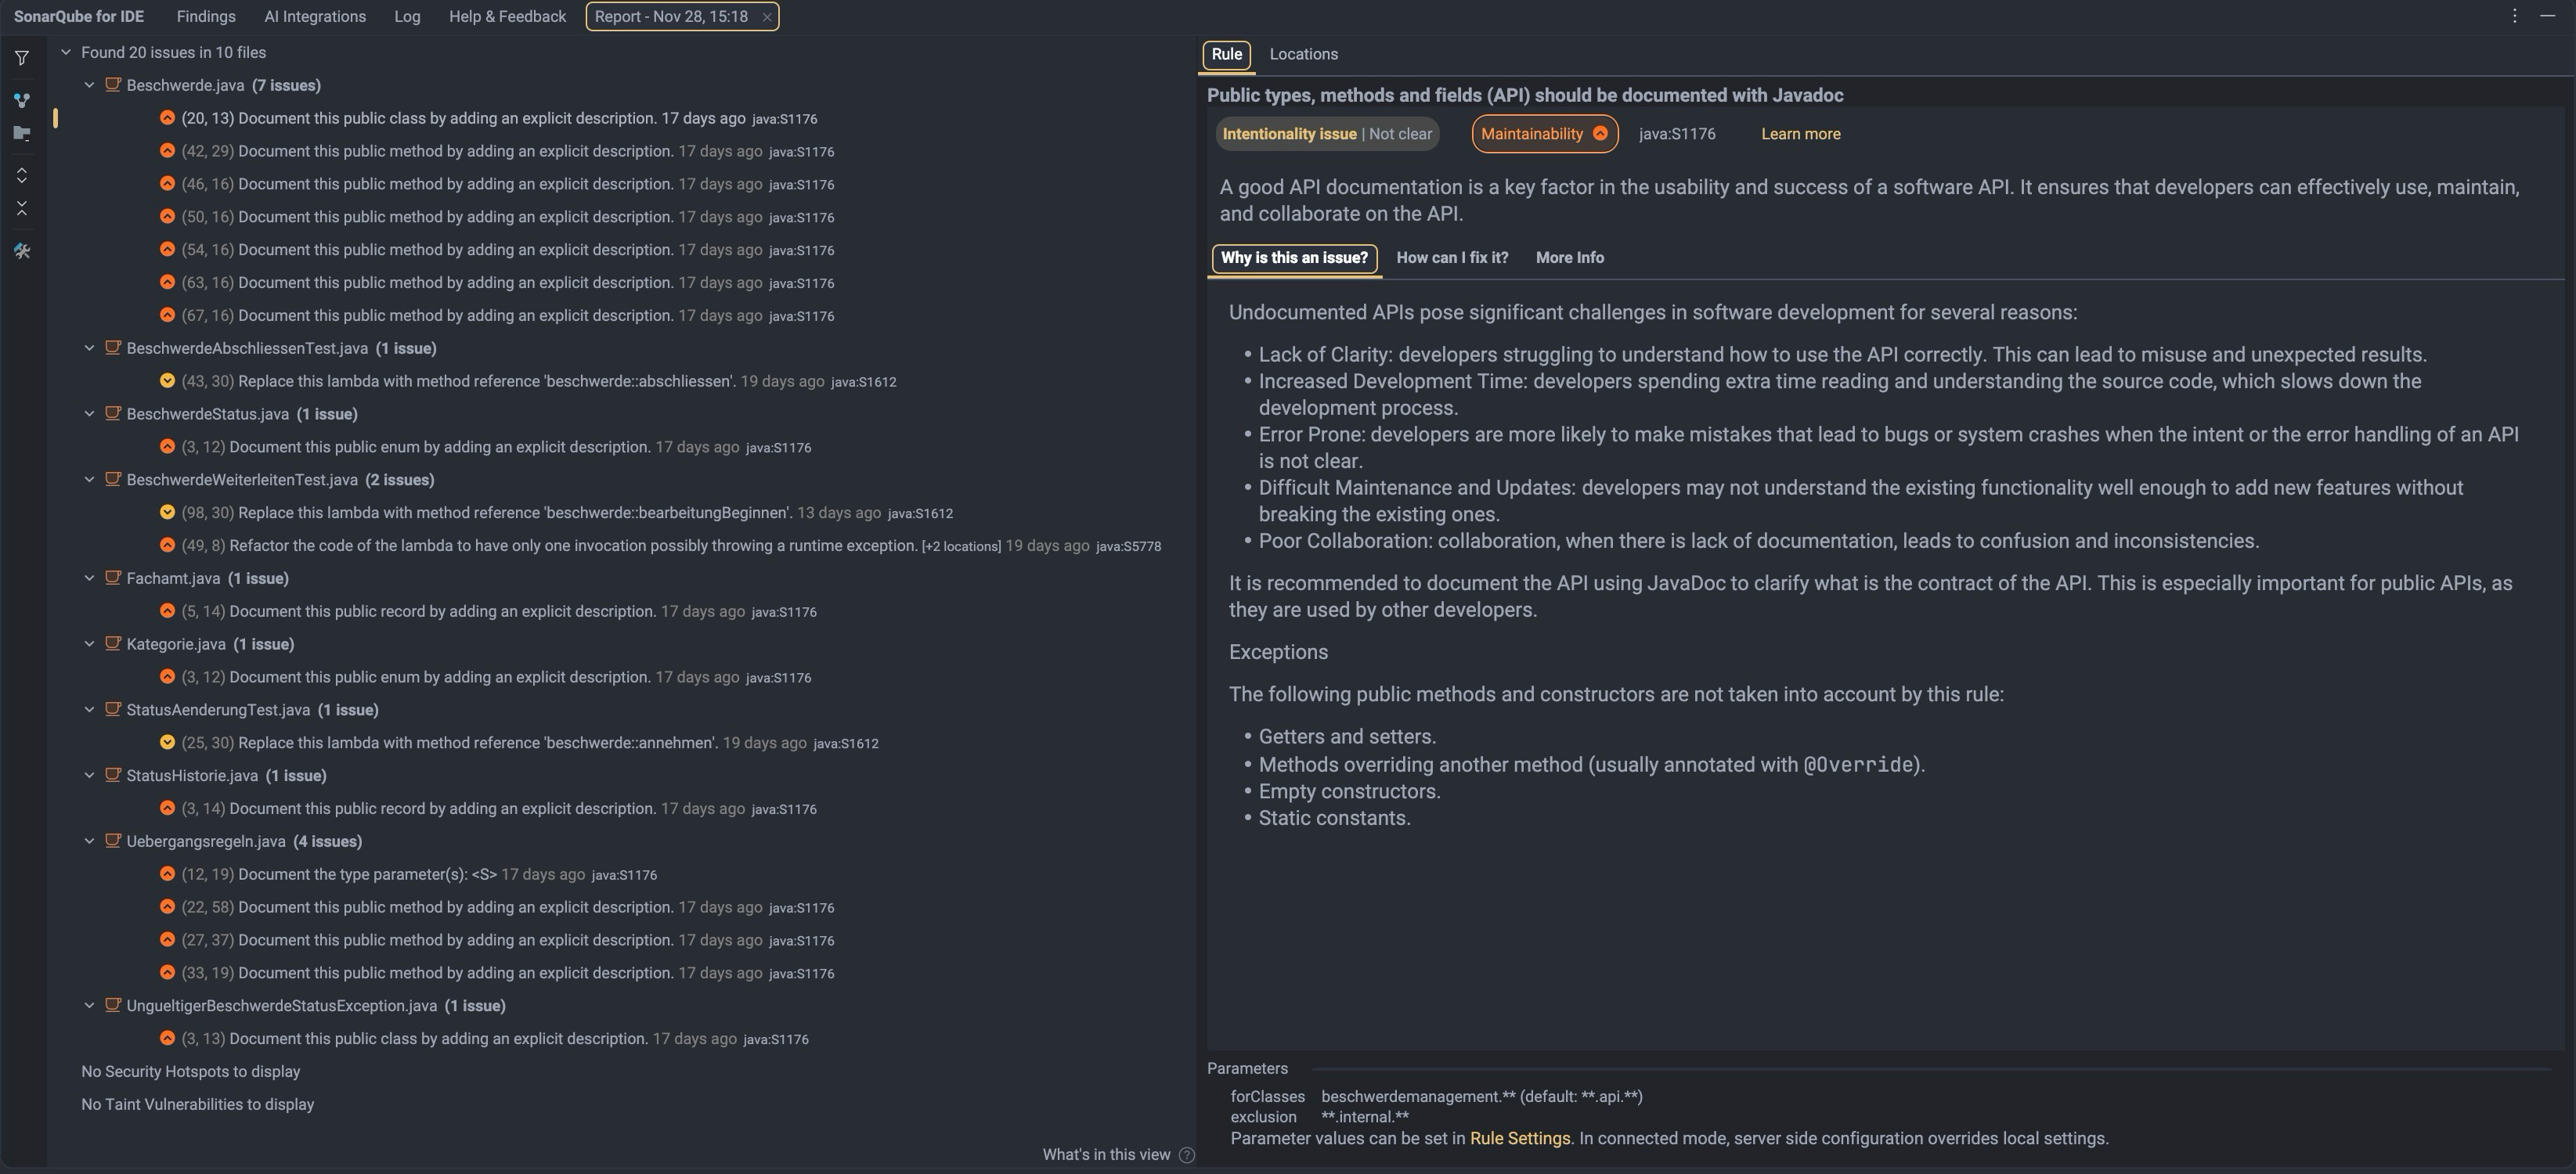 SonarQube for IDE Findings AI Integrations Log Help & Feedback Report - Nov 28, 15:18
Found 20 issues in 10 files
Beschwerde.java (7 issues)
(20, 13) Document this public class by adding an explicit description. 17 days ago java:S1176
(42, 29) Document this public method by adding an explicit description. 17 days ago java:S1176
(46, 16) Document this public method by adding an explicit description. 17 days ago java:S1176
(50, 16) Document this public method by adding an explicit description. 17 days ago java:S1176
(54, 16) Document this public method by adding an explicit description. 17 days ago java:S1176
(63, 16) Document this public method by adding an explicit description. 17 days ago java:S1176
(67, 16) Document this public method by adding an explicit description. 17 days ago java:S1176
BeschwerdeAbschliessenTest.java (1 issue)
(43, 30) Replace this lambda with method reference 'beschwerde::abschliessen'. 19 days ago java:S1612
BeschwerdeStatus.java (1 issue)
(3, 12) Document this public enum by adding an explicit description. 17 days ago java:S1176
BeschwerdeWeiterleitenTest.java (2 issues)
(98, 30) Replace this lambda with method reference 'beschwerde::bearbeitungBeginnen'. 13 days ago java:S1612
(49, 8) Refactor the code of the lambda to have only one invocation possibly throwing a runtime exception. [+2 locations] 19 days ago java:S5778
Fachamt.java (1 issue)
(5, 14) Document this public record by adding an explicit description. 17 days ago java:S1176
Kategorie.java (1 issue)
(3, 12) Document this public enum by adding an explicit description. 17 days ago java:S1176
StatusAenderungTest.java (1 issue)
(25, 30) Replace this lambda with method reference 'beschwerde::annehmen'. 19 days ago java:S1612
StatusHistorie.java (1 issue)
(3, 14) Document this public record by adding an explicit description. 17 days ago java:S1176
Uebergangsregeln.java (4 issues)
(12, 19) Document the type parameter(s): <S> 17 days ago java:S1176
(22, 58) Document this public method by adding an explicit description. 17 days ago java:S1176
(27, 37) Document this public method by adding an explicit description. 17 days ago java:S1176
(33, 19) Document this public method by adding an explicit description. 17 days ago java:S1176
UngueltigerBeschwerdeStatusException.java (1 issue)
(3, 13) Document this public class by adding an explicit description. 17 days ago java:S1176
No Security Hotspots to display
No Taint Vulnerabilities to display
What's in this view ?
Rule Locations
Public types, methods and fields (API) should be documented with Javadoc
Intentionality issue | Not clear Maintainability java:S1176 Learn more
A good API documentation is a key factor in the usability and success of a software API. It ensures that developers can effectively use, maintain,
and collaborate on the API.
Why is this an issue? How can I fix it? More Info
Undocumented APIs pose significant challenges in software development for several reasons:
• Lack of Clarity: developers struggling to understand how to use the API correctly. This can lead to misuse and unexpected results.
• Increased Development Time: developers spending extra time reading and understanding the source code, which slows down the
development process.
• Error Prone: developers are more likely to make mistakes that lead to bugs or system crashes when the intent or the error handling of an API
is not clear.
• Difficult Maintenance and Updates: developers may not understand the existing functionality well enough to add new features without
breaking the existing ones.
• Poor Collaboration: collaboration, when there is lack of documentation, leads to confusion and inconsistencies.
It is recommended to document the API using JavaDoc to clarify what is the contract of the API. This is especially important for public APIs, as
they are used by other developers.
Exceptions
The following public methods and constructors are not taken into account by this rule:
• Getters and setters.
• Methods overriding another method (usually annotated with @Override).
• Empty constructors.
• Static constants.
Parameters
forClasses beschwerdemanagement.** (default: **.api.**)
exclusion **.internal.**
Parameter values can be set in Rule Settings. In connected mode, server side configuration overrides local settings.